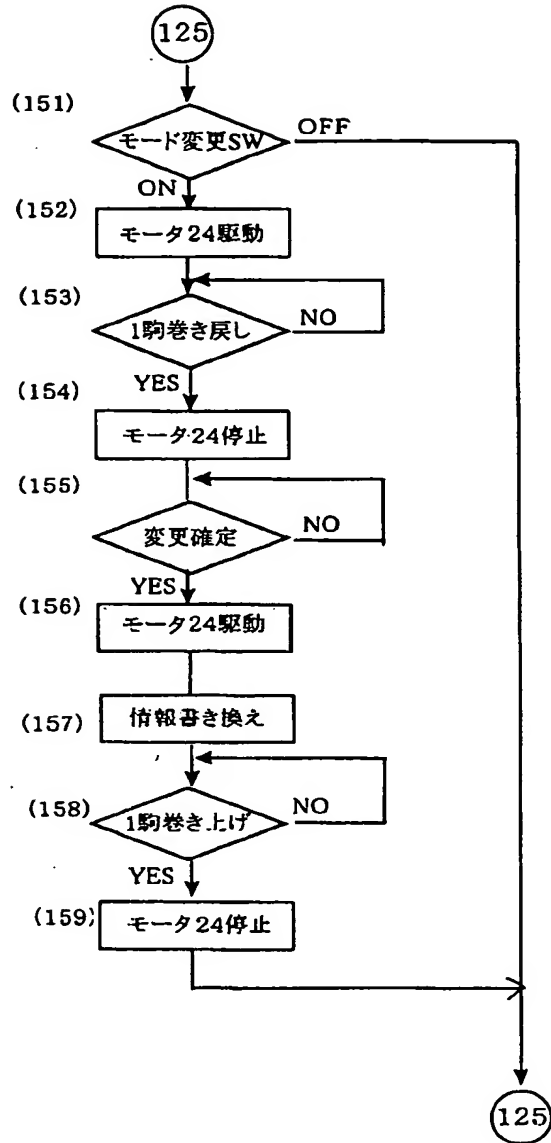 125
(151)
モード変更SW
OFF
ON
(152)
モータ24駆動
(153)
1駒巻き戻し
NO
YES
(154)
モータ24停止
(155)
変更確定
NO
YES
(156)
モータ24駆動
(157)
情報書き換え
(158)
1駒巻き上げ
NO
YES
(159)
モータ24停止
125